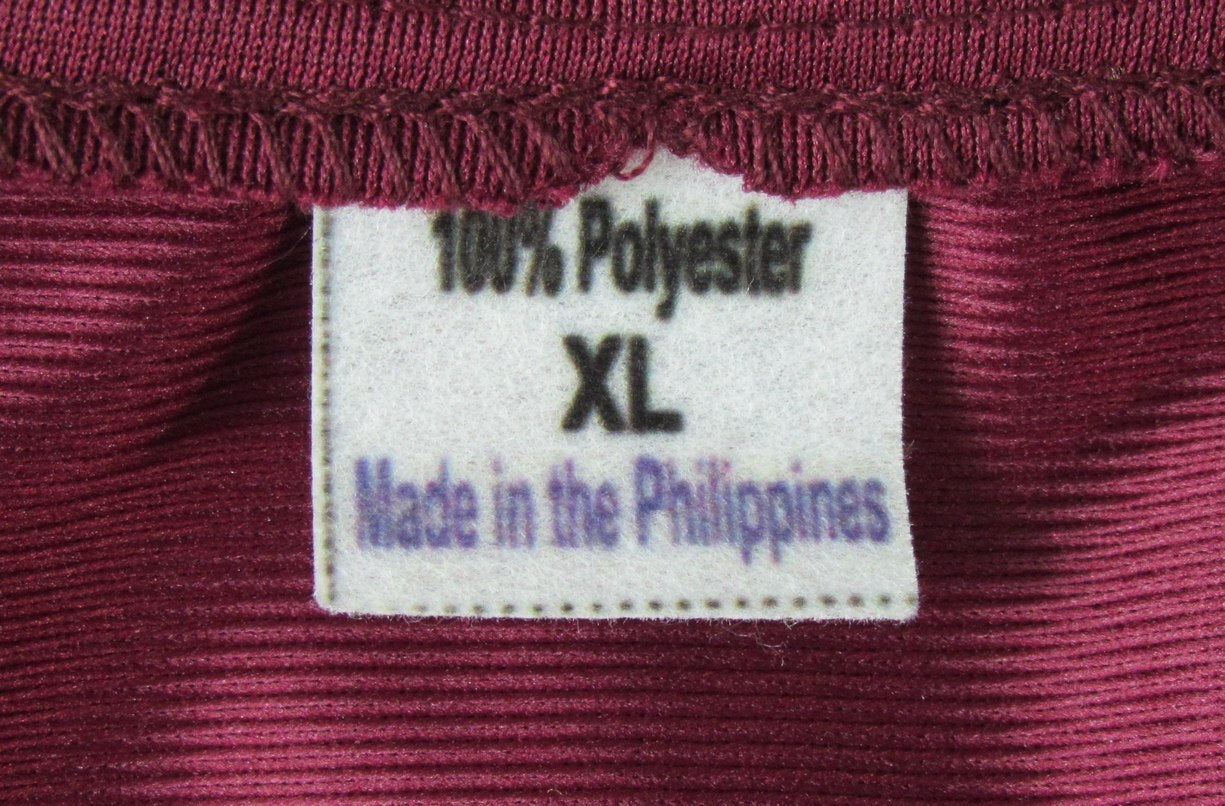 100% Polyester
XL
Made in the Philippines